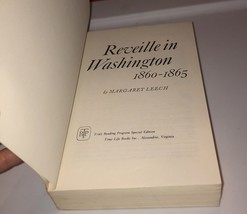 Reveille in
Washington
1860-1865
by MARGARET LEECH
Time Reading Program Special Edition
Time-Life Books Inc. Alexandria, Virginia